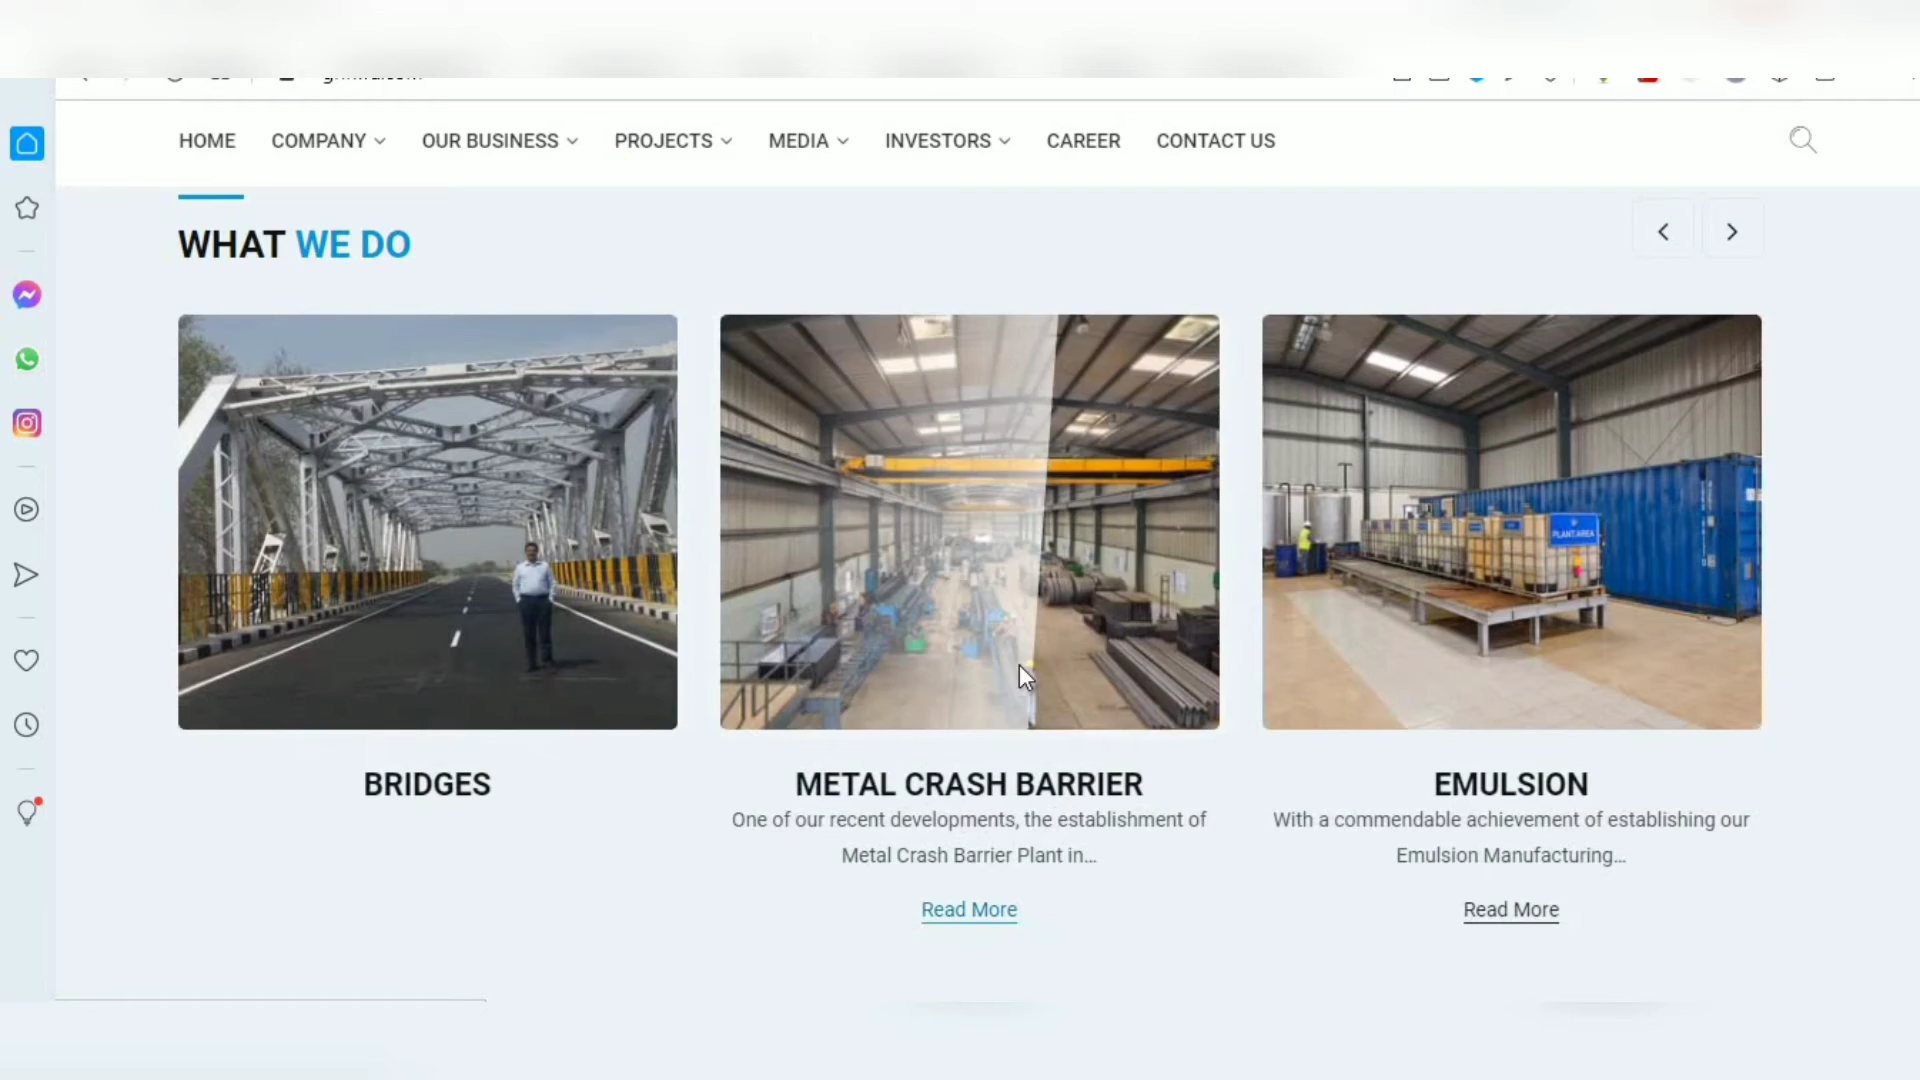 HOME COMPANY OUR BUSINESS PROJECTS MEDIA INVESTORS CAREER CONTACT US
WHAT WE DO
PLANT AREA
BRIDGES
METAL CRASH BARRIER
One of our recent developments, the establishment of
Metal Crash Barrier Plant in...
Read More
EMULSION
With a commendable achievement of establishing our
Emulsion Manufacturing...
Read More